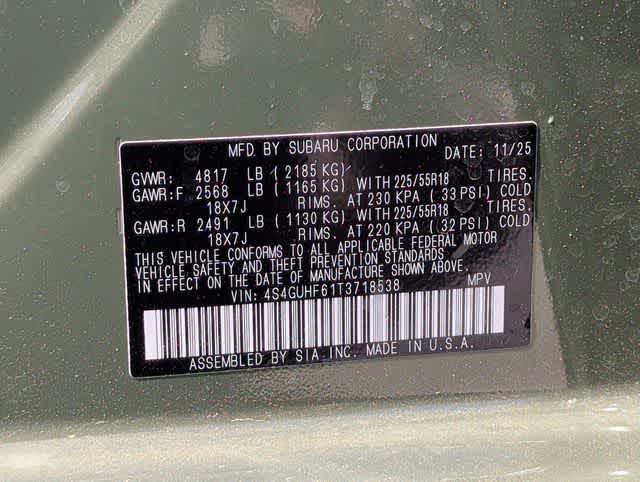 MFD. BY SUBARU CORPORATION
DATE: 11/25
GVWR: 4817 LB (2185 KG)
GAWR:F 2568 LB (1165 KG) WITH 225/55R18 TIRES.
18X7J RIMS. AT 230 KPA (33 PSI) COLD
GAWR:R 2491 LB (1130 KG) WITH 225/55R18 TIRES.
18X7J RIMS. AT 220 KPA (32 PSI) COLD
THIS VEHICLE CONFORMS TO ALL APPLICABLE FEDERAL MOTOR
VEHICLE SAFETY AND THEFT PREVENTION STANDARDS
IN EFFECT ON THE DATE OF MANUFACTURE SHOWN ABOVE.
VIN: 4S4GUHF61T3718538 MPV
ASSEMBLED BY SIA,INC. MADE IN U.S.A.